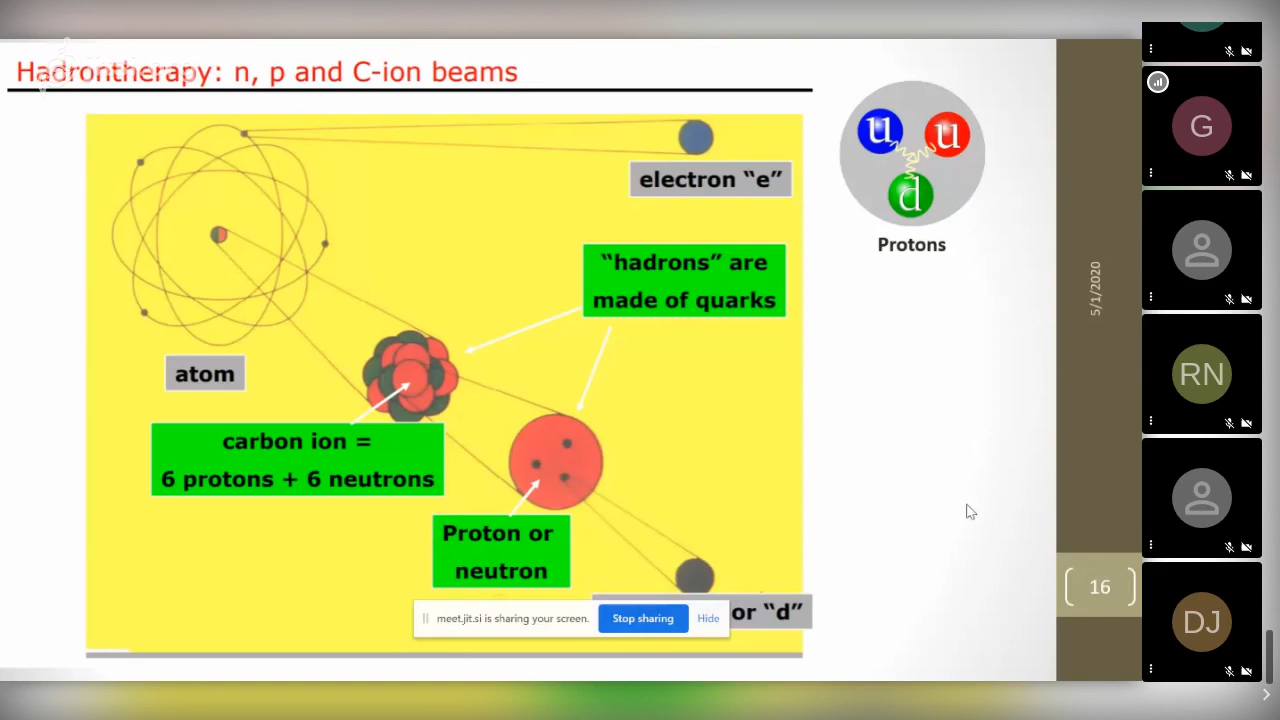 Hadrontherapy: n, p and C-ion beams
electron “e”
“hadrons” are
made of quarks
atom
carbon ion =
6 protons + 6 neutrons
Proton or
neutron
or “d”
u
u
d
Protons
5/1/2020
16
meet.jit.si is sharing your screen.
Stop sharing
Hide
G
RN
DJ